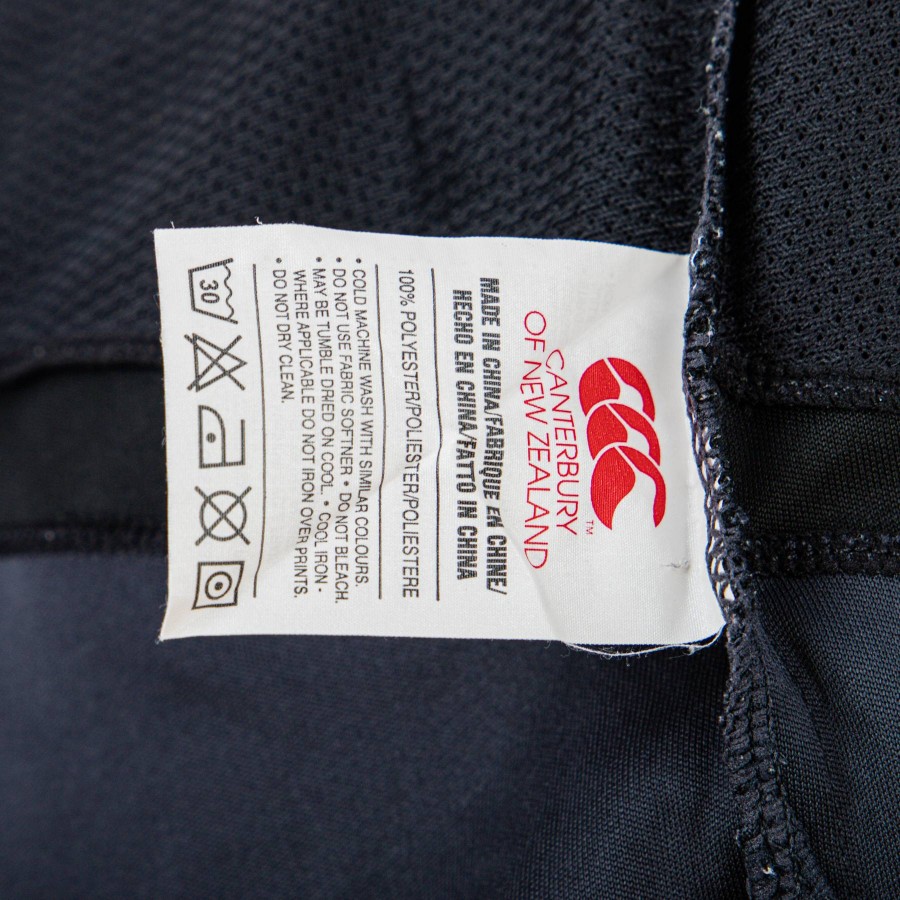 CANTERBURY
OF NEW ZEALAND
™
MADE IN CHINA/FABRIQUE EN CHINE/
HECHO EN CHINA/FATTO IN CHINA
100% POLYESTER/POLIESTER/POLIESTERE
• COLD MACHINE WASH WITH SIMILAR COLOURS.
• DO NOT USE FABRIC SOFTNER • DO NOT BLEACH.
• MAY BE TUMBLE DRIED ON COOL. • COOL IRON -
WHERE APPLICABLE DO NOT IRON OVER PRINTS.
• DO NOT DRY CLEAN.
30